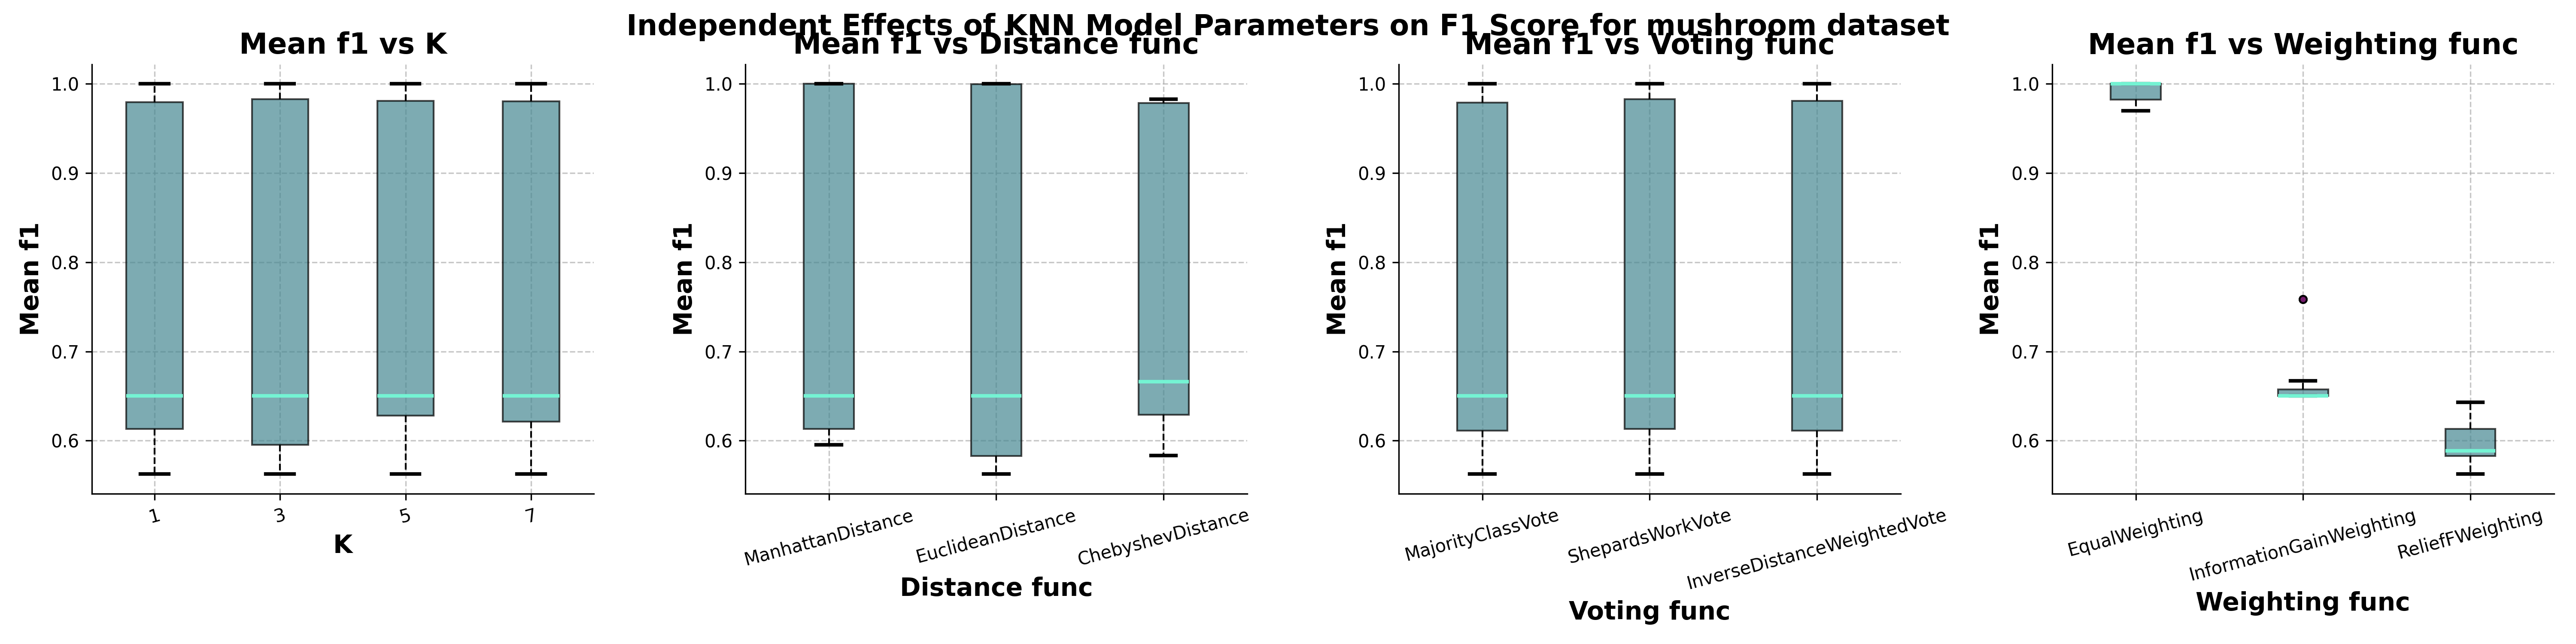 Independent Effects of KNN Model Parameters on F1 Score for mushroom dataset
Mean f1 vs K
Mean f1
1.0
0.9
0.8
0.7
0.6
1 3 5 7
K
Mean f1 vs Distance func
Mean f1
1.0
0.9
0.8
0.7
0.6
ManhattanDistance EuclideanDistance ChebyshevDistance
Distance func
Mean f1 vs Voting func
Mean f1
1.0
0.9
0.8
0.7
0.6
MajorityClassVote ShepardsWorkVote InverseDistanceWeightedVote
Voting func
Mean f1 vs Weighting func
Mean f1
1.0
0.9
0.8
0.7
0.6
EqualWeighting InformationGainWeighting ReliefFWeighting
Weighting func